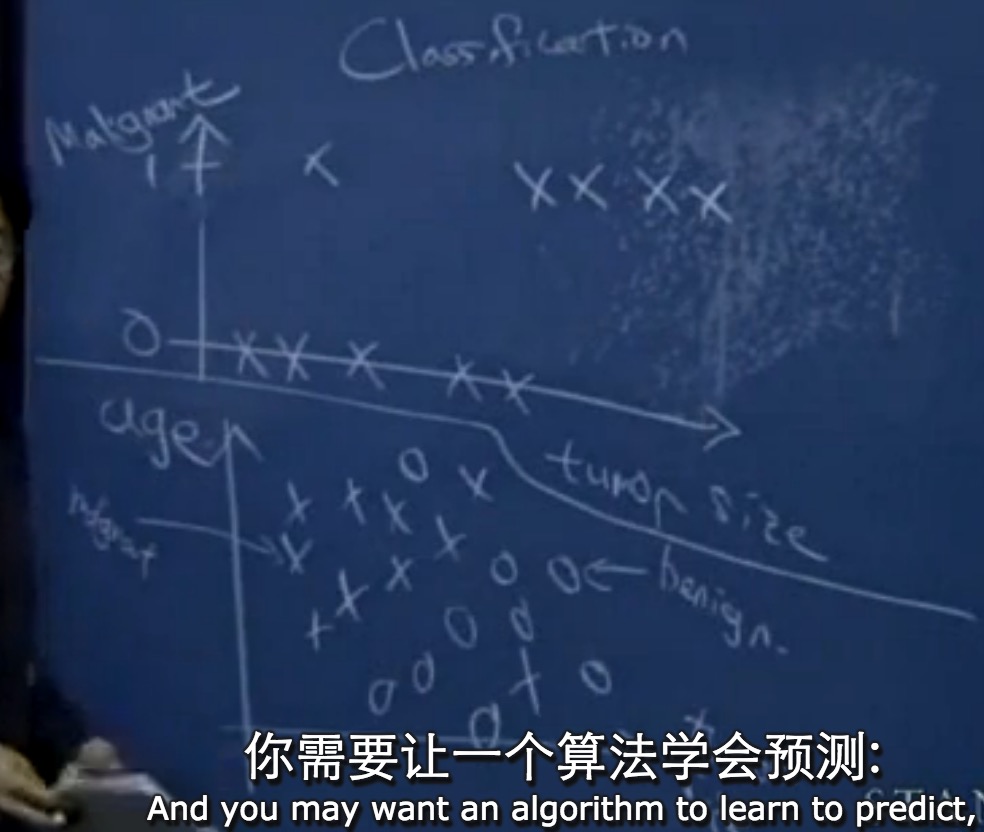 Classification
Malignant
1
0
tumor size
age
benign.
你需要让一个算法学会预测:
And you may want an algorithm to learn to predict,